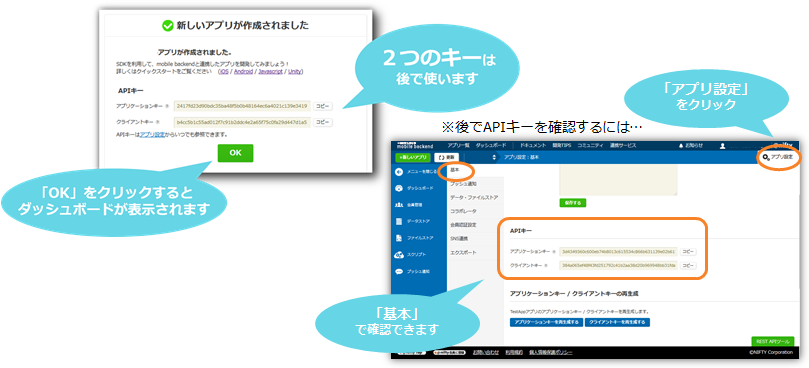 新しいアプリが作成されました
アプリが作成されました。
SDKを利用して、mobile backendと連携したアプリを開発してみましょう！
詳しくはクイックスタートをご覧ください （iOS / Android / Javascript / Unity）
APIキー
アプリケーションキー
コピー
クライアントキー
コピー
APIキーはアプリ設定からいつでも参照できます。
OK
２つのキーは
後で使います
「OK」をクリックすると
ダッシュボードが表示されます
「アプリ設定」
をクリック
※後でAPIキーを確認するには…
mobile backend
アプリ一覧 ダッシュボード ドキュメント 開発TIPS コミュニティ 連携サービス お知らせ
+新しいアプリ
更新
アプリ設定：基本
アプリ設定
メニューを閉じる
ダッシュボード
会員管理
データストア
ファイルストア
スクリプト
プッシュ通知
基本
プッシュ通知
データ・ファイルストア
コラボレータ
会員認証設定
SNS連携
エクスポート
保存する
APIキー
アプリケーションキー
コピー
クライアントキー
コピー
アプリケーションキー / クライアントキーの再生成
TestAppアプリのアプリケーションキー / クライアントキーを再生成します。
アプリケーションキーを再生成する クライアントキーを再生成する
REST APIツール
お問い合わせ 利用規約 個人情報保護ポリシー
©NIFTY Corporation
「基本」
で確認できます